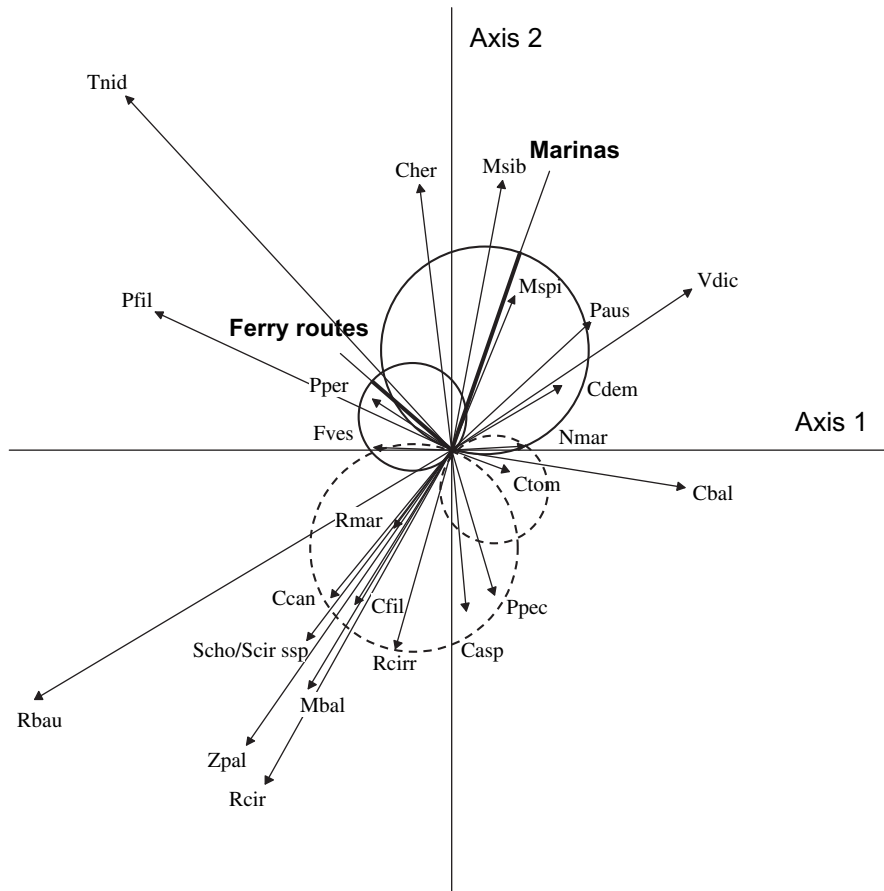 Axis 2
Tnid
Marinas
Cher
Msib
Vdic
Mspi
Pfil
Paus
Ferry routes
Pper
Cdem
Axis 1
Fves
Nmar
Ctom
Cbal
Rmar
Ccan
Cfil
Ppec
Scho/Scir ssp
Rcirr
Casp
Mbal
Rbau
Zpal
Rcir